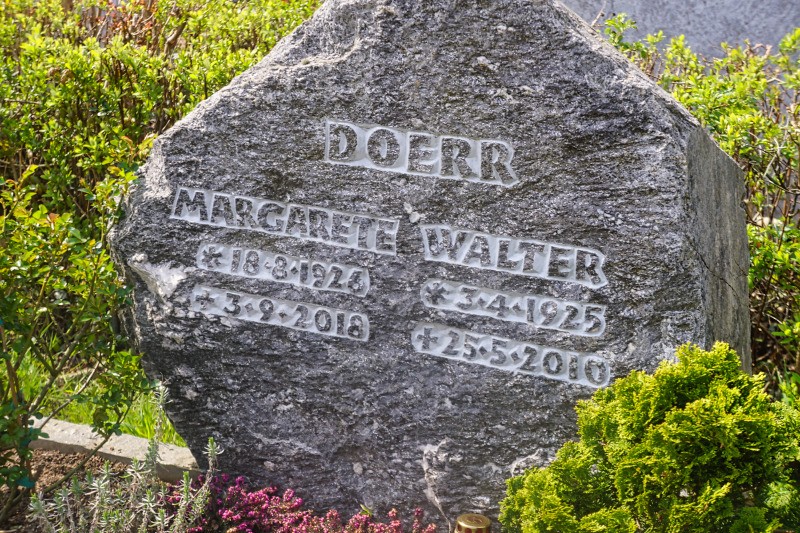 DOERR
MARGARETE
* 18·8·1926
+ 3·9·2018
WALTER
* 3·4·1925
+ 25·5·2010